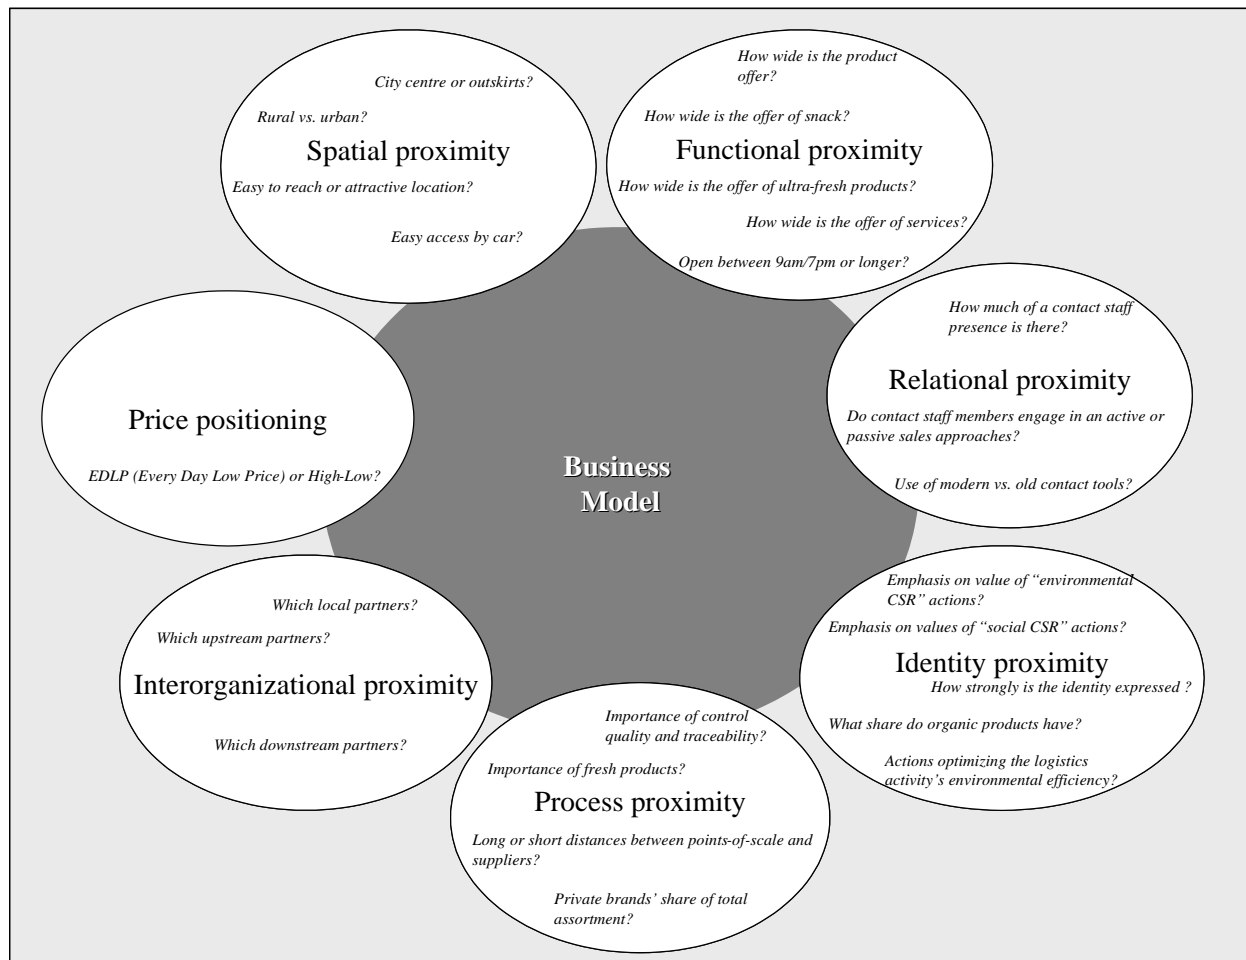 City centre or outskirts?
Rural vs. urban?
Spatial proximity
Easy to reach or attractive location?
Easy access by car?
How wide is the product
offer?
How wide is the offer of snack?
Functional proximity
How wide is the offer of ultra-fresh products?
How wide is the offer of services?
Open between 9am/7pm or longer?
How much of a contact staff
presence is there?
Relational proximity
Do contact staff members engage in an active or
passive sales approaches?
Use of modern vs. old contact tools?
Price positioning
EDLP (Every Day Low Price) or High-Low?
Business
Model
Emphasis on value of “environmental
CSR” actions?
Emphasis on values of “social CSR” actions?
Identity proximity
How strongly is the identity expressed ?
What share do organic products have?
Actions optimizing the logistics
activity’s environmental efficiency?
Which local partners?
Which upstream partners?
Interorganizational proximity
Which downstream partners?
Importance of control
quality and traceability?
Importance of fresh products?
Process proximity
Long or short distances between points-of-scale and
suppliers?
Private brands’ share of total
assortment?